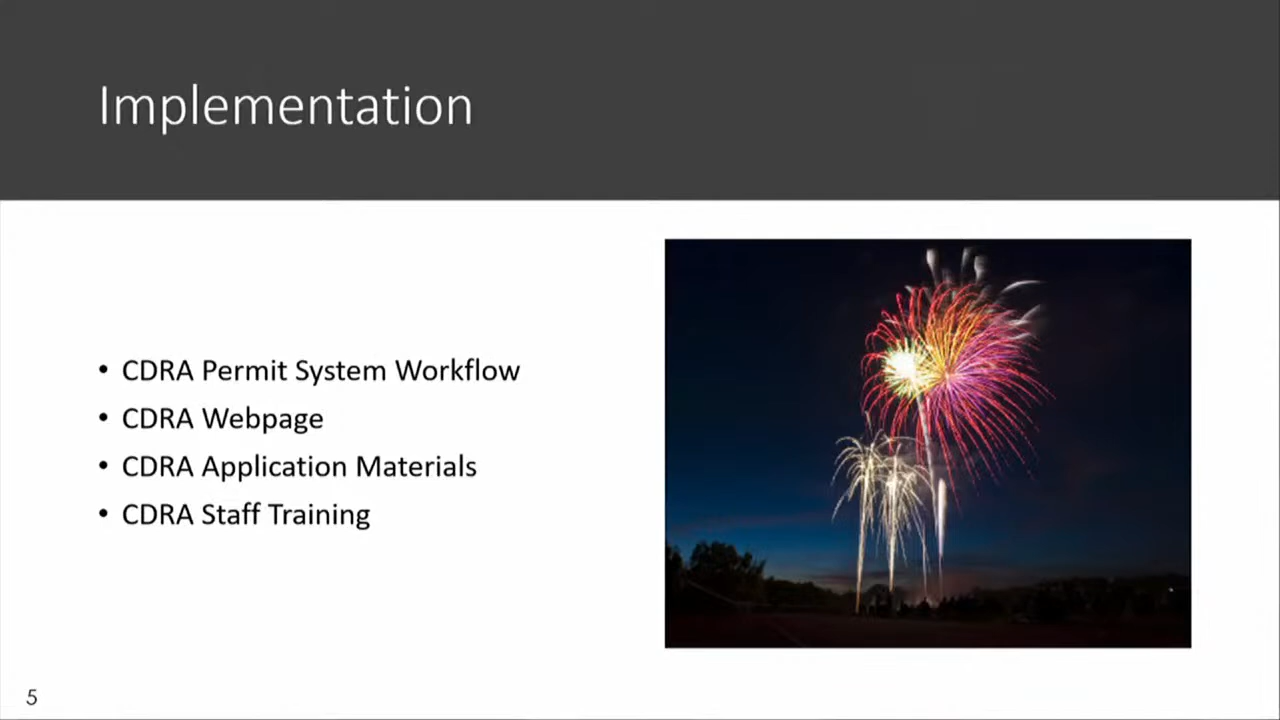 Implementation
• CDRA Permit System Workflow
• CDRA Webpage
• CDRA Application Materials
• CDRA Staff Training
5